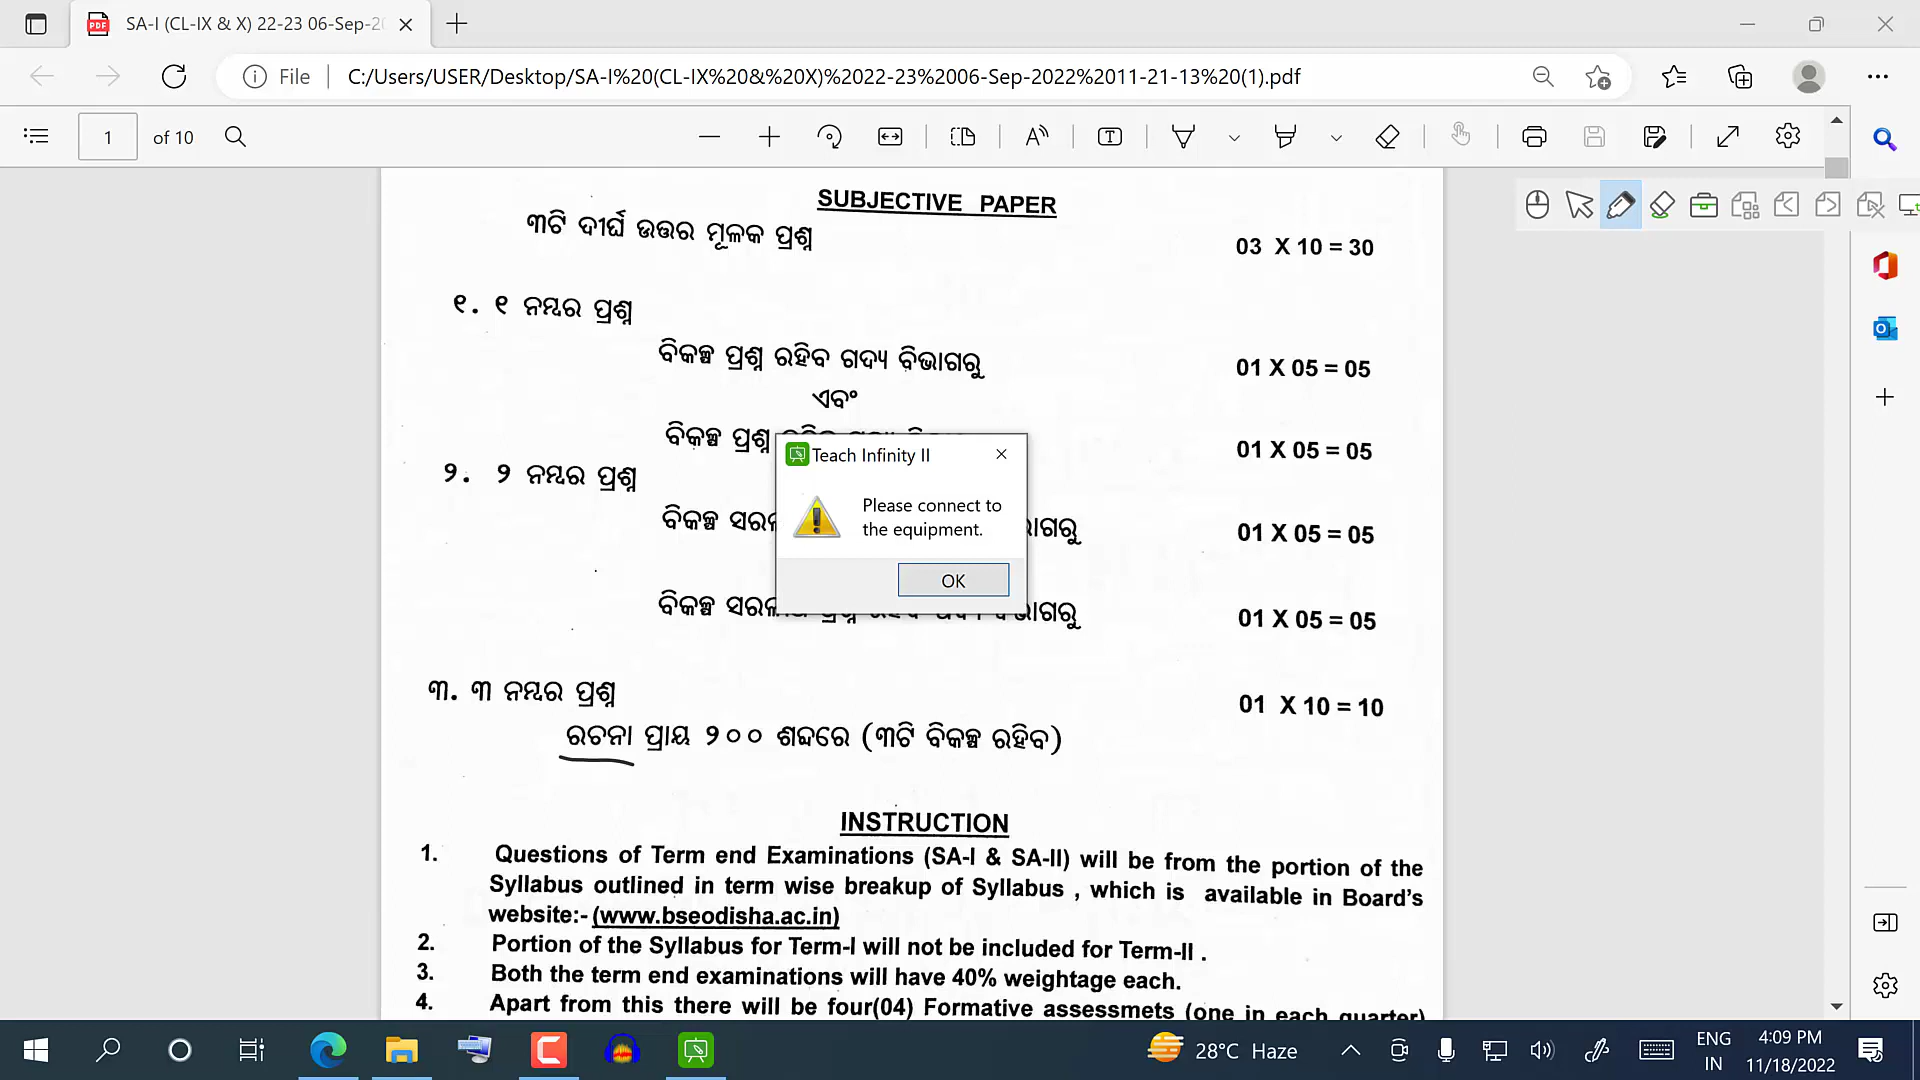 SA-I (CL-IX & X) 22-23 06-Sep-20
File
C:/Users/USER/Desktop/SA-I%20(CL-IX%20&%20X)%2022-23%2006-Sep-2022%2011-21-13%20(1).pdf
1 of 10
SUBJECTIVE PAPER
୩ଟି ଦୀର୍ଘ ଉତ୍ତର ମୂଳକ ପ୍ରଶ୍ନ 03 X 10 = 30
୧. ୧ ନମ୍ବର ପ୍ରଶ୍ନ
ବିକଳ୍ପ ପ୍ରଶ୍ନ ରହିବ ଗଦ୍ୟ ବିଭାଗରୁ 01 X 05 = 05
ଏବଂ
ବିକଳ୍ପ ପ୍ରଶ୍ନ 01 X 05 = 05
୨. ୨ ନମ୍ବର ପ୍ରଶ୍ନ
ବିକଳ୍ପ 01 X 05 = 05
ବିକଳ୍ପ 01 X 05 = 05
Teach Infinity II
Please connect to
the equipment.
OK
୩. ୩ ନମ୍ବର ପ୍ରଶ୍ନ 01 X 10 = 10
ରଚନା ପ୍ରାୟ ୨୦୦ ଶବ୍ଦରେ (୩ଟି ବିକଳ୍ପ ରହିବ)
INSTRUCTION
1. Questions of Term end Examinations (SA-I & SA-II) will be from the portion of the
Syllabus outlined in term wise breakup of Syllabus , which is available in Board's
website:- (www.bseodisha.ac.in)
2. Portion of the Syllabus for Term-I will not be included for Term-II .
3. Both the term end examinations will have 40% weightage each.
4. Apart from this there will be four(04) Formative assessmets (one in each quarter)
28°C Haze
ENG
IN
4:09 PM
11/18/2022